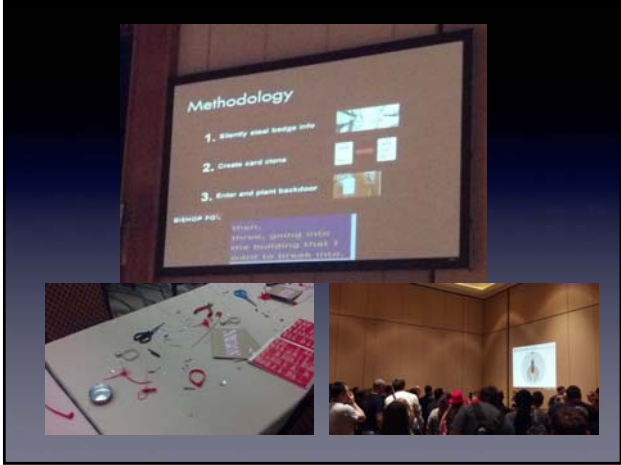 Methodology
1. Silently steal badge info
2. Create card clone
3. Enter and plant backdoor
BISHOP FOX
then,
three, going into
the building that I
want to break into.